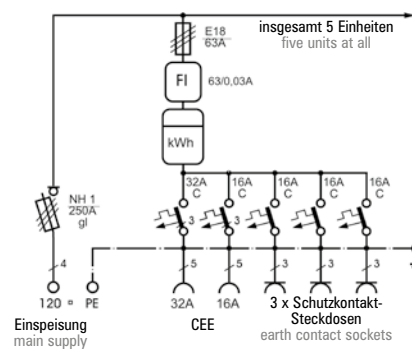 E18
63A
insgesamt 5 Einheiten
five units at all
FI
63/0,03A
kWh
32A
C
16A
C
16A
C
16A
C
16A
C
NH 1
250A
gl
3
3
4
5
5
3
3
3
120 ¤
PE
32A
16A
3 x Schutzkontakt-
Steckdosen
earth contact sockets
Einspeisung
main supply
CEE